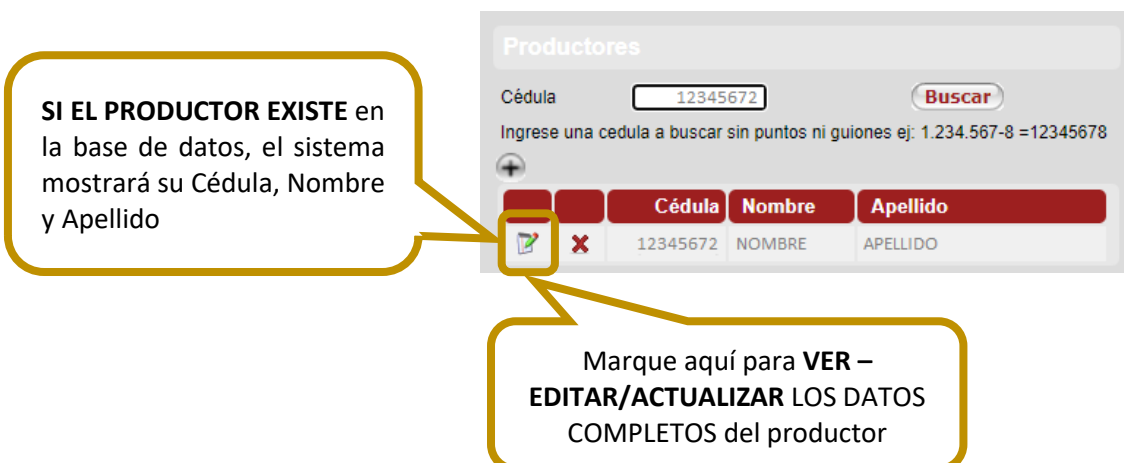 Productores
Cédula 12345672 Buscar
Ingrese una cedula a buscar sin puntos ni guiones ej: 1.234.567-8 =12345678
Cédula Nombre Apellido
12345672 NOMBRE APELLIDO
SI EL PRODUCTOR EXISTE en
la base de datos, el sistema
mostrará su Cédula, Nombre
y Apellido
Marque aquí para VER –
EDITAR/ACTUALIZAR LOS DATOS
COMPLETOS del productor